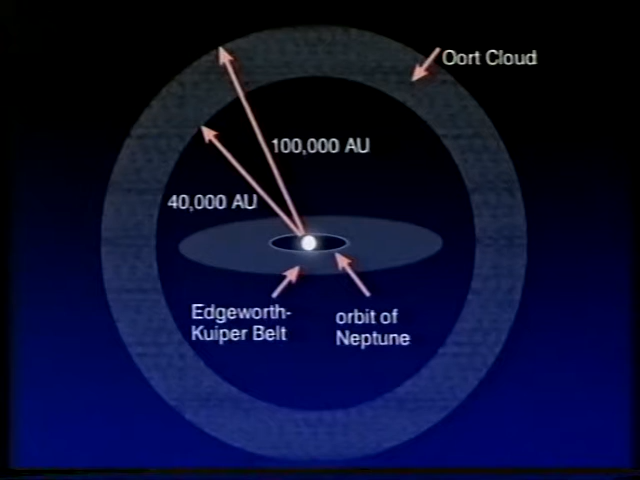 Oort Cloud
100,000 AU
40,000 AU
Edgeworth-
Kuiper Belt
orbit of
Neptune